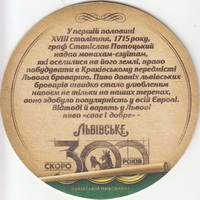 У першій половині
XVIII століття, 1715 року,
граф Станіслав Потоцький
надав монахам-єзуїтам,
які оселилися на його землі, право
побудувати в Краківському передмісті
Львова броварню. Пиво давніх львівських
броварів швидко стало улюбленим
напоєм не тільки на наших теренах,
воно здобуло популярність у всій Європі.
Відтоді й варять у Львові
пиво "своє і добре" -
ЛЬВІВСЬКЕ
СКОРО 300 РОКІВ